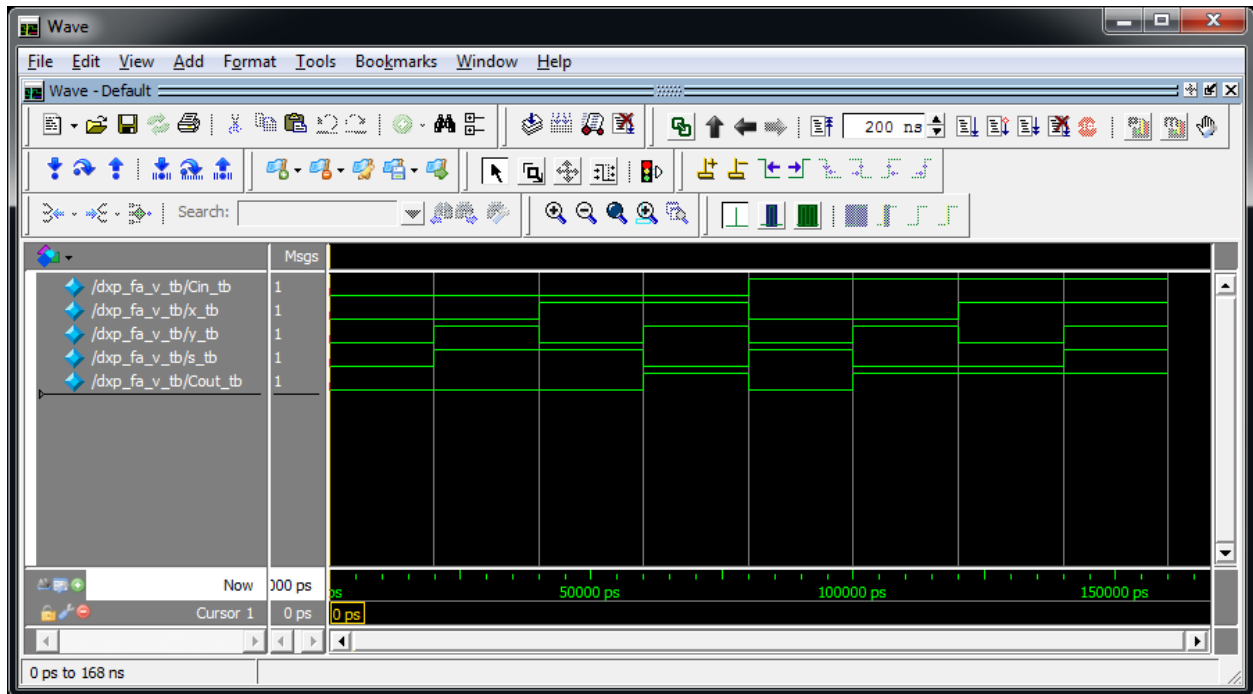 Wave
File Edit View Add Format Tools Bookmarks Window Help
Wave - Default
200 ns
Search:
Msgs
/dxp_fa_v_tb/Cin_tb 1
/dxp_fa_v_tb/x_tb 1
/dxp_fa_v_tb/y_tb 1
/dxp_fa_v_tb/s_tb 1
/dxp_fa_v_tb/Cout_tb 1
Now 000 ps ps 50000 ps 100000 ps 150000 ps
Cursor 1 0 ps 0 ps
0 ps to 168 ns